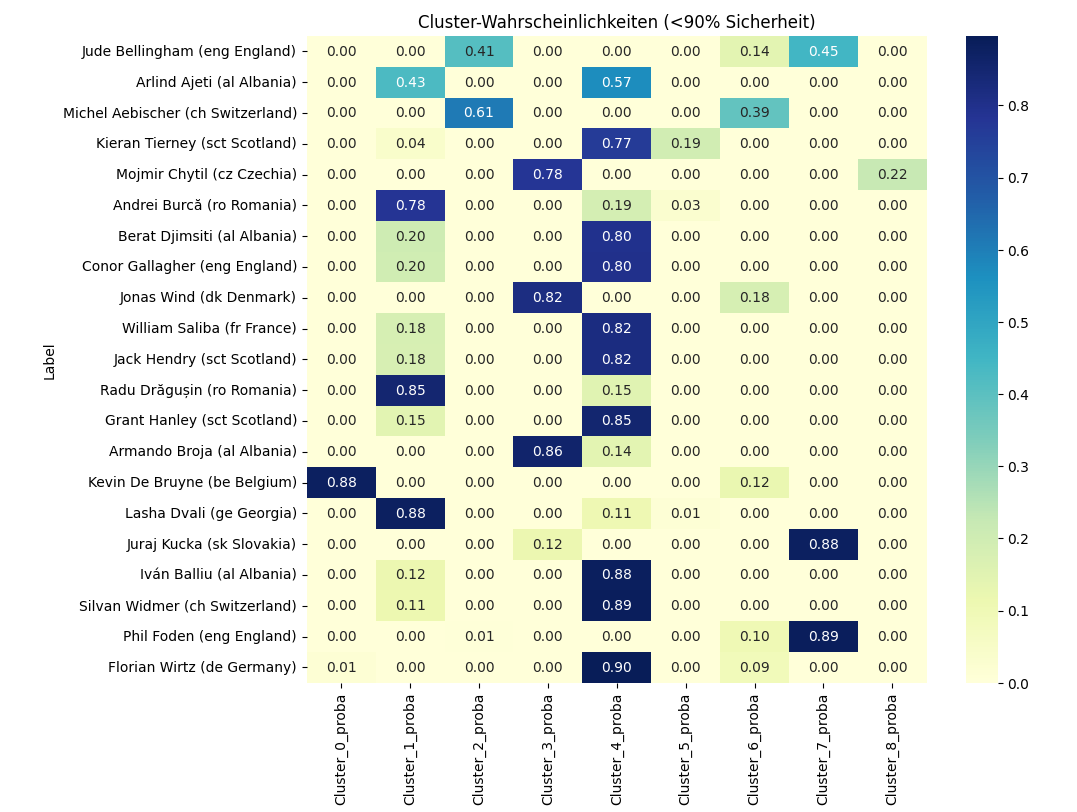 Cluster-Wahrscheinlichkeiten (<90% Sicherheit)
Label
Jude Bellingham (eng England) 0.00 0.00 0.41 0.00 0.00 0.00 0.14 0.45 0.00
Arlind Ajeti (al Albania) 0.00 0.43 0.00 0.00 0.57 0.00 0.00 0.00 0.00
Michel Aebischer (ch Switzerland) 0.00 0.00 0.61 0.00 0.00 0.00 0.39 0.00 0.00
Kieran Tierney (sct Scotland) 0.00 0.04 0.00 0.00 0.77 0.19 0.00 0.00 0.00
Mojmir Chytil (cz Czechia) 0.00 0.00 0.00 0.78 0.00 0.00 0.00 0.00 0.22
Andrei Burcă (ro Romania) 0.00 0.78 0.00 0.00 0.19 0.03 0.00 0.00 0.00
Berat Djimsiti (al Albania) 0.00 0.20 0.00 0.00 0.80 0.00 0.00 0.00 0.00
Conor Gallagher (eng England) 0.00 0.20 0.00 0.00 0.80 0.00 0.00 0.00 0.00
Jonas Wind (dk Denmark) 0.00 0.00 0.00 0.82 0.00 0.00 0.18 0.00 0.00
William Saliba (fr France) 0.00 0.18 0.00 0.00 0.82 0.00 0.00 0.00 0.00
Jack Hendry (sct Scotland) 0.00 0.18 0.00 0.00 0.82 0.00 0.00 0.00 0.00
Radu Drăgușin (ro Romania) 0.00 0.85 0.00 0.00 0.15 0.00 0.00 0.00 0.00
Grant Hanley (sct Scotland) 0.00 0.15 0.00 0.00 0.85 0.00 0.00 0.00 0.00
Armando Broja (al Albania) 0.00 0.00 0.00 0.86 0.14 0.00 0.00 0.00 0.00
Kevin De Bruyne (be Belgium) 0.88 0.00 0.00 0.00 0.00 0.00 0.12 0.00 0.00
Lasha Dvali (ge Georgia) 0.00 0.88 0.00 0.00 0.11 0.01 0.00 0.00 0.00
Juraj Kucka (sk Slovakia) 0.00 0.00 0.00 0.12 0.00 0.00 0.00 0.88 0.00
Iván Balliu (al Albania) 0.00 0.12 0.00 0.00 0.88 0.00 0.00 0.00 0.00
Silvan Widmer (ch Switzerland) 0.00 0.11 0.00 0.00 0.89 0.00 0.00 0.00 0.00
Phil Foden (eng England) 0.00 0.00 0.01 0.00 0.00 0.00 0.10 0.89 0.00
Florian Wirtz (de Germany) 0.01 0.00 0.00 0.00 0.90 0.00 0.09 0.00 0.00
Cluster_0_proba
Cluster_1_proba
Cluster_2_proba
Cluster_3_proba
Cluster_4_proba
Cluster_5_proba
Cluster_6_proba
Cluster_7_proba
Cluster_8_proba
0.8
0.7
0.6
0.5
0.4
0.3
0.2
0.1
0.0